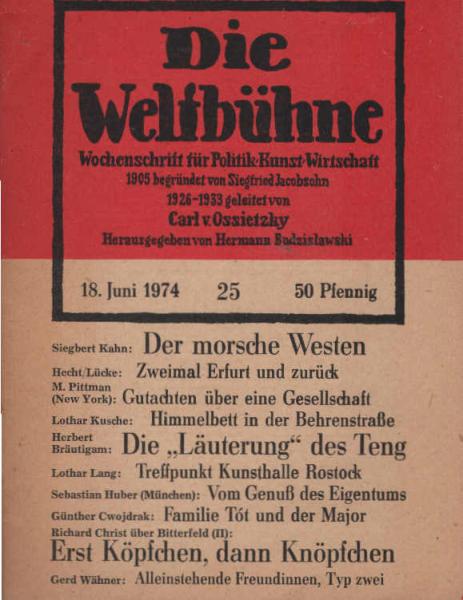 Die
Weltbühne
Wochenschrift für Politik·Kunst·Wirtschaft
1905 begründet von Siegfried Jacobsohn
1926–1933 geleitet von
Carl v. Ossietzky
Herausgegeben von Hermann Budzislawski
18. Juni 1974 25 50 Pfennig
Siegbert Kahn: Der morsche Westen
Hecht/Lücke: Zweimal Erfurt und zurück
M. Pittman
(New York): Gutachten über eine Gesellschaft
Lothar Kusche: Himmelbett in der Behrenstraße
Herbert
Bräutigam: Die „Läuterung“ des Teng
Lothar Lang: Treffpunkt Kunsthalle Rostock
Sebastian Huber (München): Vom Genuß des Eigentums
Günther Cwojdrak: Familie Tót und der Major
Richard Christ über Bitterfeld (II):
Erst Köpfchen, dann Knöpfchen
Gerd Wähner: Alleinstehende Freundinnen, Typ zwei